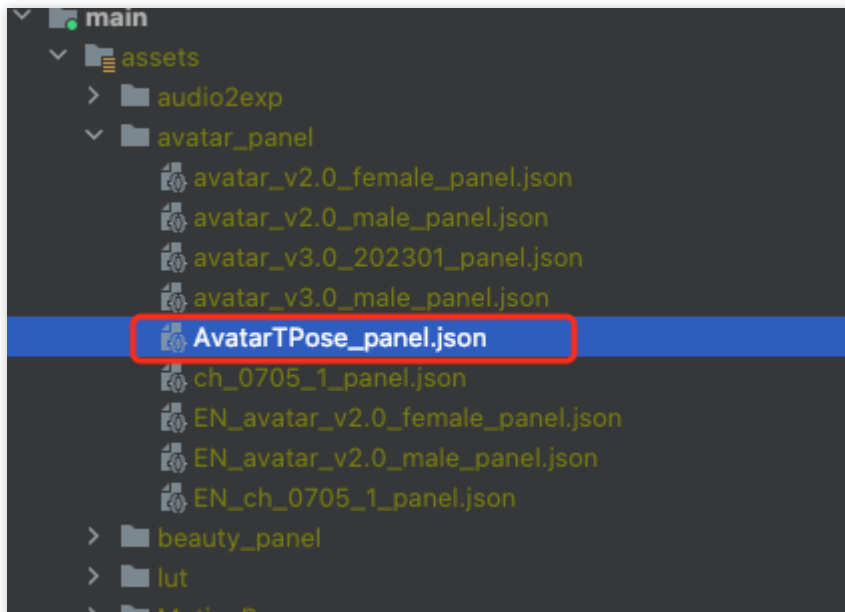 main
assets
audio2exp
avatar_panel
avatar_v2.0_female_panel.json
avatar_v2.0_male_panel.json
avatar_v3.0_202301_panel.json
avatar_v3.0_male_panel.json
AvatarTPose_panel.json
ch_0705_1_panel.json
EN_avatar_v2.0_female_panel.json
EN_avatar_v2.0_male_panel.json
EN_ch_0705_1_panel.json
beauty_panel
lut